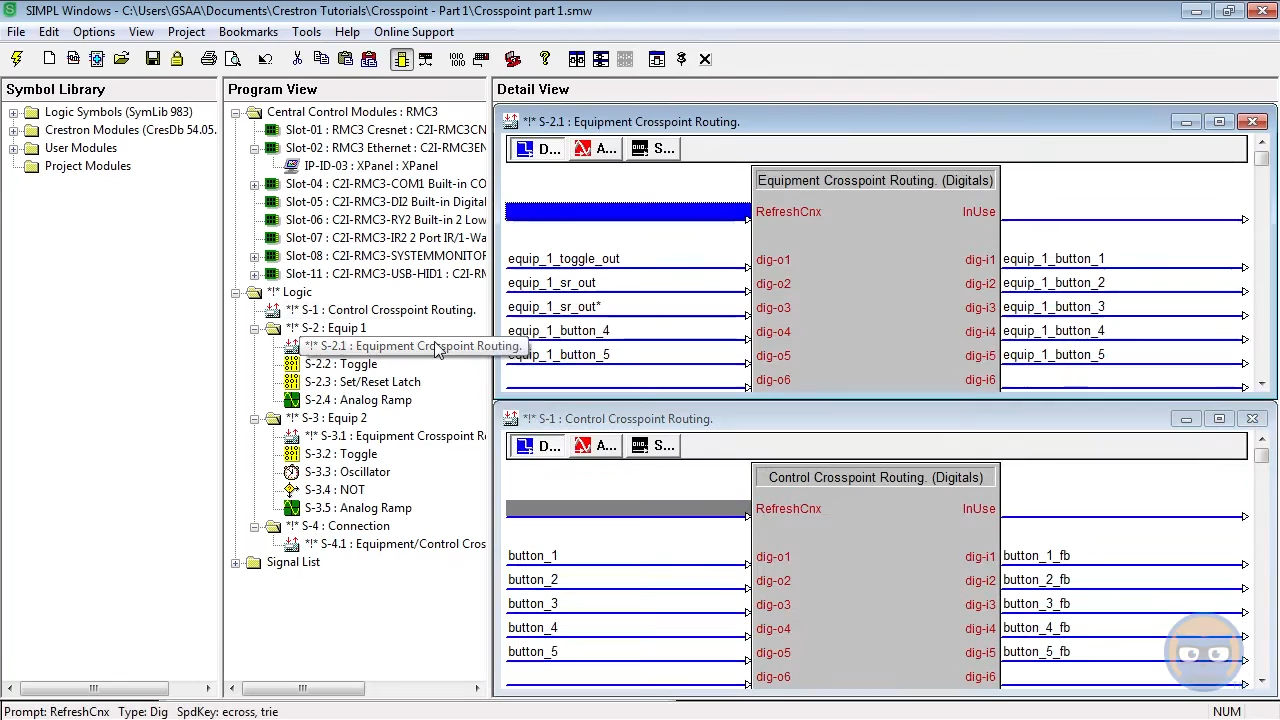 SIMPL Windows - C:\Users\GSAA\Documents\Crestron Tutorials\Crosspoint - Part 1\Crosspoint part 1.smw
File Edit Options View Project Bookmarks Tools Help Online Support
Symbol Library
Logic Symbols (SymLib 983)
Crestron Modules (CresDb 54.05.
User Modules
Project Modules
Program View
Central Control Modules : RMC3
Slot-01 : RMC3 Cresnet : C2I-RMC3CN
Slot-02 : RMC3 Ethernet : C2I-RMC3EN
IP-ID-03 : XPanel : XPanel
Slot-04 : C2I-RMC3-COM1 Built-in CO
Slot-05 : C2I-RMC3-DI2 Built-in Digita
Slot-06 : C2I-RMC3-RY2 Built-in 2 Low
Slot-07 : C2I-RMC3-IR2 2 Port IR/1-Wa
Slot-08 : C2I-RMC3-SYSTEMMONITOR
Slot-11 : C2I-RMC3-USB-HID1 : C2I-RM
*!* Logic
*!* S-1 : Control Crosspoint Routing.
*!* S-2 : Equip 1
*!* S-2.1 : Equipment Crosspoint Routing.
S-2.2 : Toggle
S-2.3 : Set/Reset Latch
S-2.4 : Analog Ramp
*!* S-3 : Equip 2
*!* S-3.1 : Equipment Crosspoint R
S-3.2 : Toggle
S-3.3 : Oscillator
S-3.4 : NOT
S-3.5 : Analog Ramp
*!* S-4 : Connection
*!* S-4.1 : Equipment/Control Cros
Signal List
Detail View
*!* S-2.1 : Equipment Crosspoint Routing.
D... A... S...
Equipment Crosspoint Routing. (Digitals)
RefreshCnx InUse
equip_1_toggle_out dig-o1 dig-i1 equip_1_button_1
equip_1_sr_out dig-o2 dig-i2 equip_1_button_2
equip_1_sr_out* dig-o3 dig-i3 equip_1_button_3
equip_1_button_4 dig-o4 dig-i4 equip_1_button_4
equip_1_button_5 dig-o5 dig-i5 equip_1_button_5
dig-o6 dig-i6
*!* S-1 : Control Crosspoint Routing.
D... A... S...
Control Crosspoint Routing. (Digitals)
RefreshCnx InUse
button_1 dig-o1 dig-i1 button_1_fb
button_2 dig-o2 dig-i2 button_2_fb
button_3 dig-o3 dig-i3 button_3_fb
button_4 dig-o4 dig-i4 button_4_fb
button_5 dig-o5 dig-i5 button_5_fb
dig-o6 dig-i6
Prompt: RefreshCnx Type: Dig SpdKey: ecross, trie
NUM